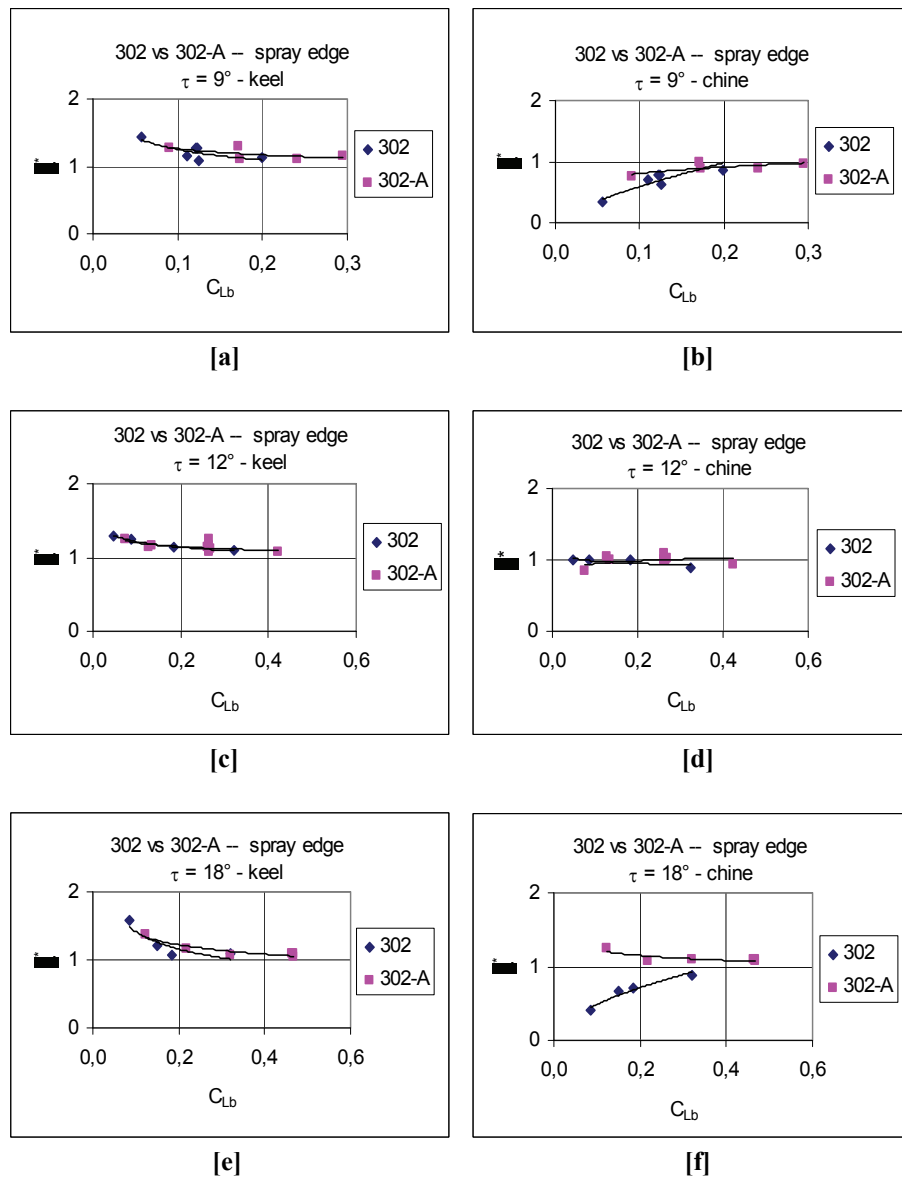 302 vs 302-A -- spray edge
τ = 9° - keel
2
1
0
0,0 0,1 0,2 0,3
C_Lb
302
302-A
[a]
302 vs 302-A -- spray edge
τ = 9° - chine
2
1
0
0,0 0,1 0,2 0,3
C_Lb
302
302-A
[b]
302 vs 302-A -- spray edge
τ = 12° - keel
2
1
0
0,0 0,2 0,4 0,6
C_Lb
302
302-A
[c]
302 vs 302-A -- spray edge
τ = 12° - chine
2
1
0
0,0 0,2 0,4 0,6
C_Lb
302
302-A
[d]
302 vs 302-A -- spray edge
τ = 18° - keel
2
1
0
0,0 0,2 0,4 0,6
C_Lb
302
302-A
[e]
302 vs 302-A -- spray edge
τ = 18° - chine
2
1
0
0,0 0,2 0,4 0,6
C_Lb
302
302-A
[f]